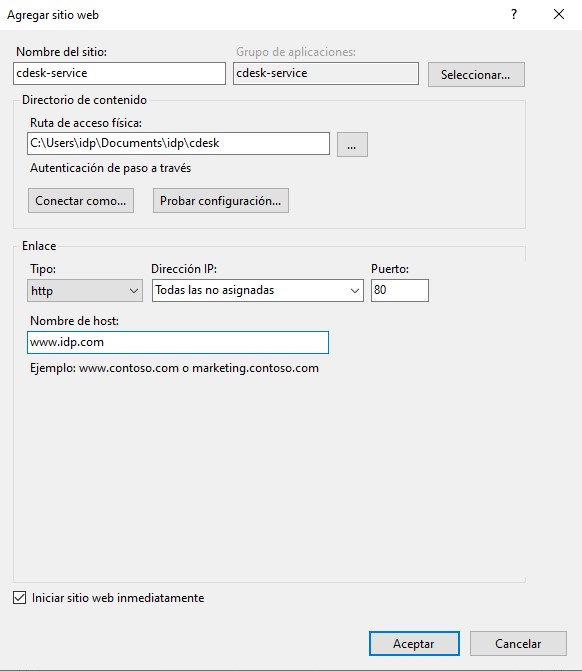 Agregar sitio web
?
Nombre del sitio:
Grupo de aplicaciones:
cdesk-service
cdesk-service
Seleccionar...
Directorio de contenido
Ruta de acceso física:
C:\Users\idp\Documents\idp\cdesk
...
Autenticación de paso a través
Conectar como...
Probar configuración...
Enlace
Tipo:
Dirección IP:
Puerto:
http
Todas las no asignadas
80
Nombre de host:
www.idp.com
Ejemplo: www.contoso.com o marketing.contoso.com
Iniciar sitio web inmediatamente
Aceptar
Cancelar